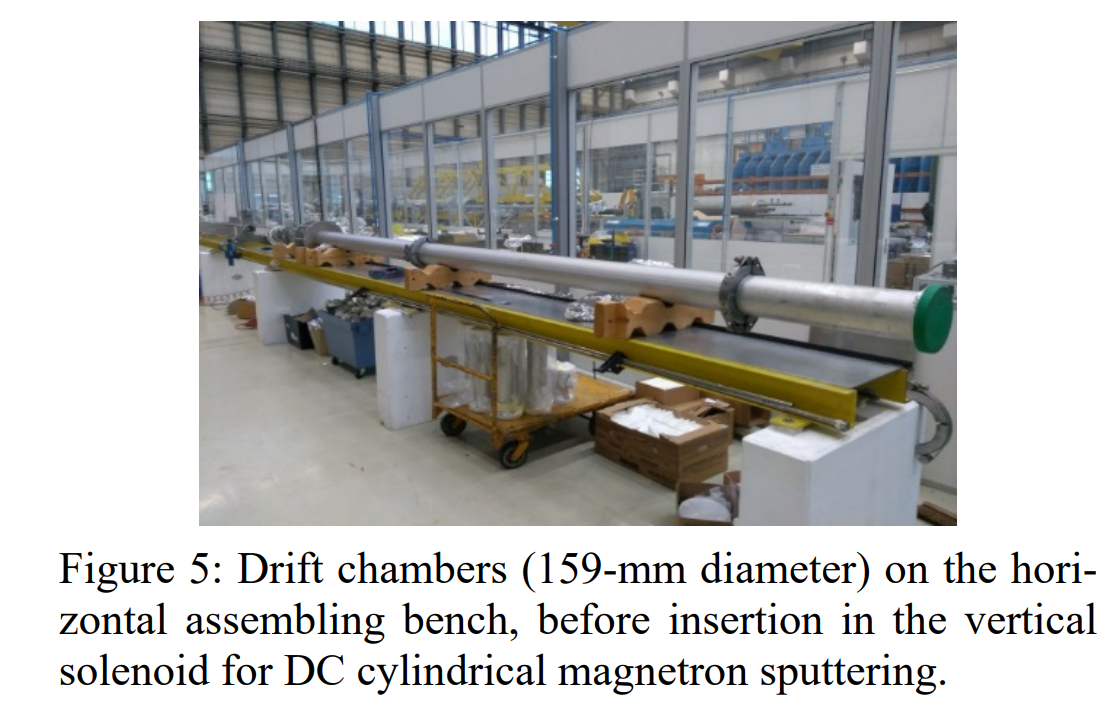 Figure 5: Drift chambers (159-mm diameter) on the hori-
zontal assembling bench, before insertion in the vertical
solenoid for DC cylindrical magnetron sputtering.